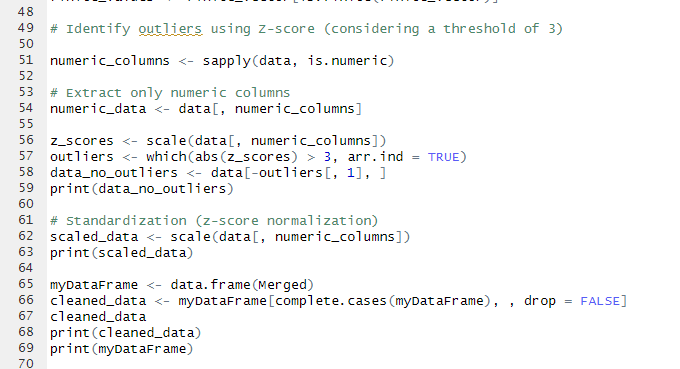 48
49 # Identify outliers using Z-score (considering a threshold of 3)
50
51 numeric_columns <- sapply(data, is.numeric)
52
53 # Extract only numeric columns
54 numeric_data <- data[, numeric_columns]
55
56 z_scores <- scale(data[, numeric_columns])
57 outliers <- which(abs(z_scores) > 3, arr.ind = TRUE)
58 data_no_outliers <- data[-outliers[, 1], ]
59 print(data_no_outliers)
60
61 # Standardization (z-score normalization)
62 scaled_data <- scale(data[, numeric_columns])
63 print(scaled_data)
64
65 myDataFrame <- data.frame(Merged)
66 cleaned_data <- myDataFrame[complete.cases(myDataFrame), , drop = FALSE]
67 cleaned_data
68 print(cleaned_data)
69 print(myDataFrame)
70